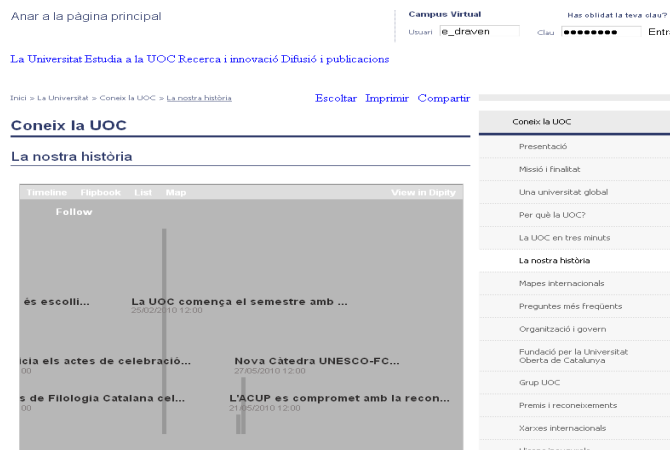 Anar a la pàgina principal
Campus Virtual
Has oblidat la teva clau?
Usuari e_draven Clau ●●●●●●●● Entra
La Universitat Estudia a la UOC Recerca i innovació Difusió i publicacions
Inici » La Universitat » Coneix la UOC » La nostra història
Escoltar Imprimir Compartir
Coneix la UOC
La nostra història
Timeline Flipbook List Map View in Dipity
Follow
és escolli... La UOC comença el semestre amb ...
25/02/2010 12:00
icia els actes de celebració... Nova Càtedra UNESCO-FC...
00 27/05/2010 12:00
s de Filologia Catalana cel... L'ACUP es compromet amb la recon...
00 21/05/2010 12:00
Coneix la UOC
Presentació
Missió i finalitat
Una universitat global
Per què la UOC?
La UOC en tres minuts
La nostra història
Mapes internacionals
Preguntes més freqüents
Organització i govern
Fundació per la Universitat
Oberta de Catalunya
Grup UOC
Premis i reconeixements
Xarxes internacionals